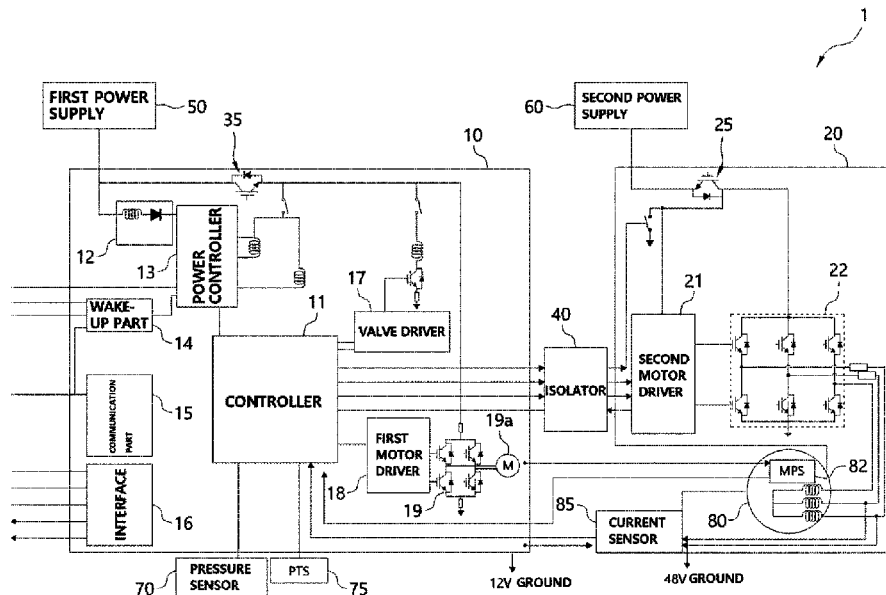 1
FIRST POWER
SUPPLY
50
35
10
60
SECOND POWER
SUPPLY
25
20
12
13
POWER
CONTROLLER
WAKE-
UP PART
14
11
17
VALVE DRIVER
40
21
22
CONTROLLER
ISOLATOR
SECOND
MOTOR
DRIVER
COMMUNICATION
PART
15
FIRST
MOTOR
DRIVER
18
19
19a
M
INTERFACE
16
MPS
82
80
85
CURRENT
SENSOR
70
PRESSURE
SENSOR
PTS
75
12V GROUND
48V GROUND